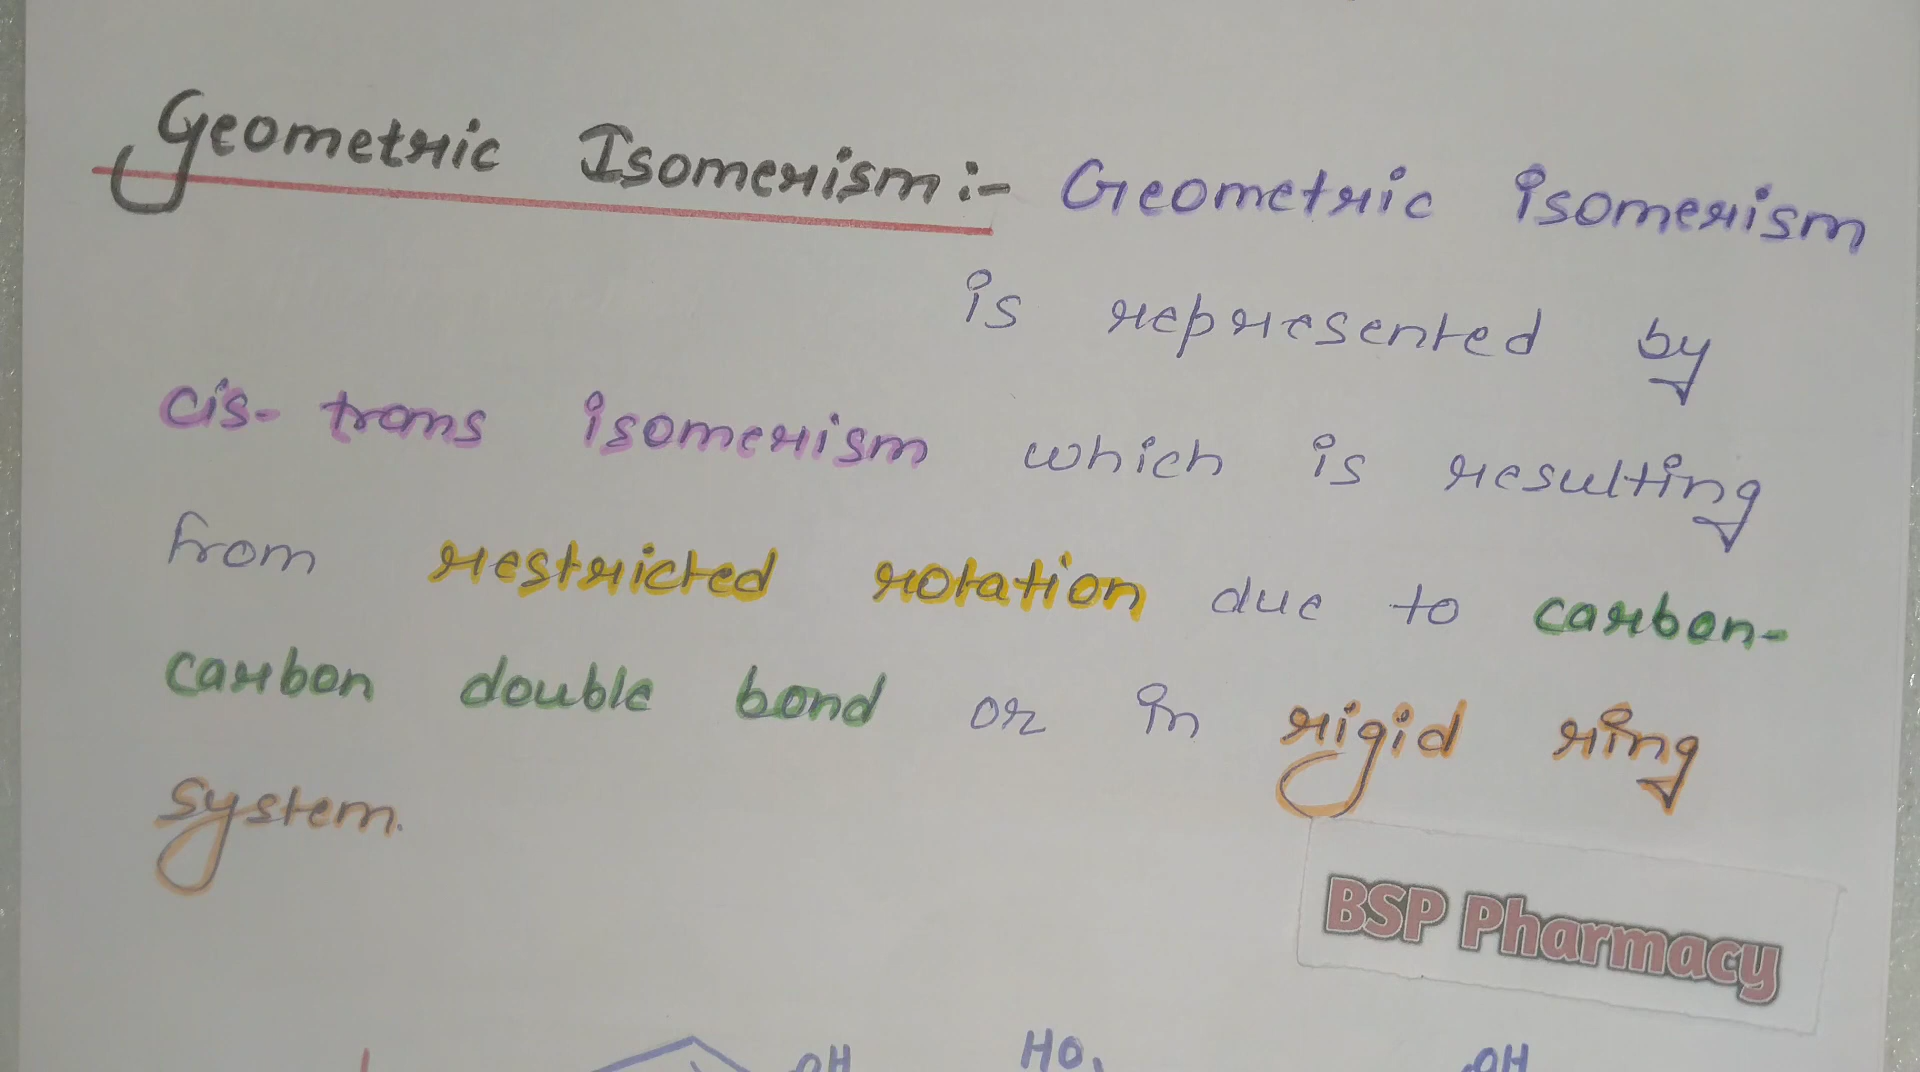 Geometric Isomerism :- Geometric isomerism
is represented by
cis- trans isomerism which is resulting
from restricted rotation due to carbon-
carbon double bond or in rigid ring
system.
BSP Pharmacy
OH HO OH